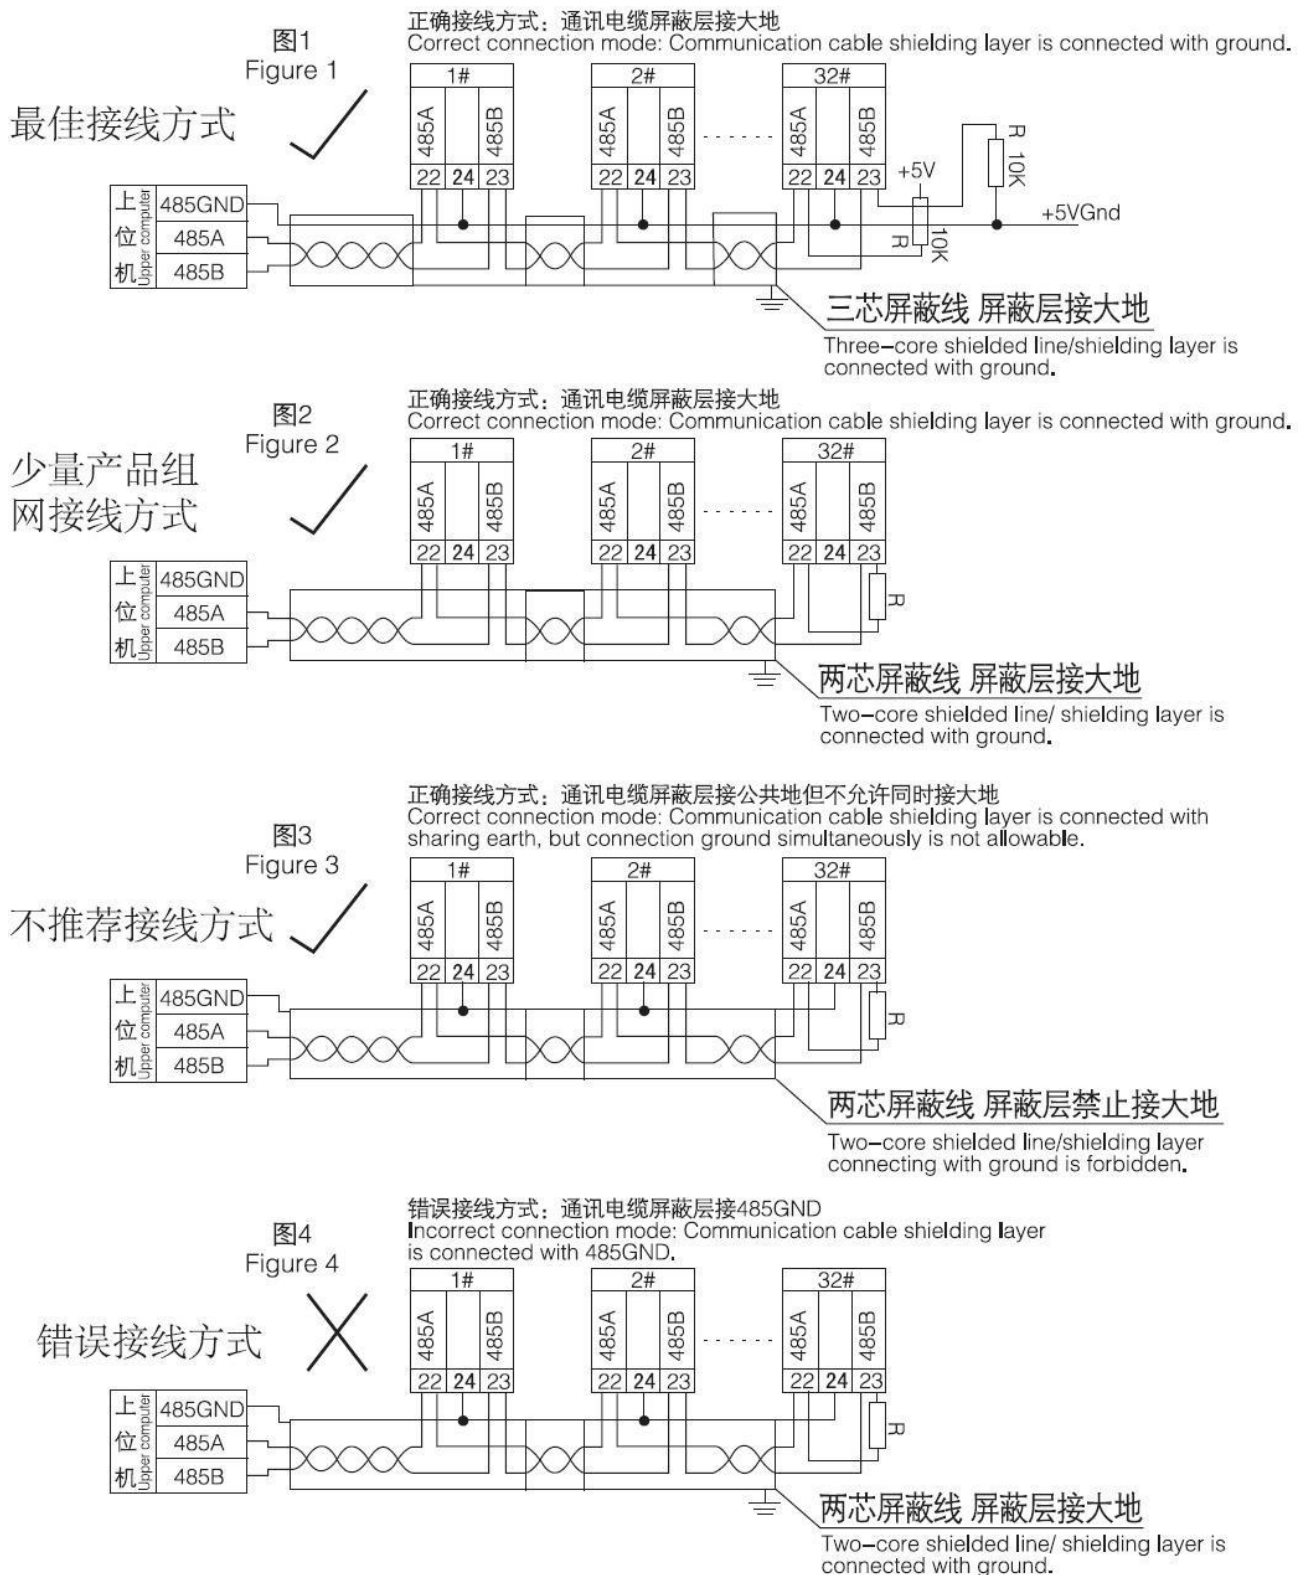 图1
Figure 1
正确接线方式：通讯电缆屏蔽层接大地
Correct connection mode: Communication cable shielding layer is connected with ground.
最佳接线方式
1#
2#
32#
485A
485B
485A
485B
485A
485B
22 24 23
22 24 23
22 24 23
+5V
R 10K
R 10K
+5VGnd
上位机
Upper computer
485GND
485A
485B
三芯屏蔽线 屏蔽层接大地
Three-core shielded line/shielding layer is
connected with ground.
图2
Figure 2
正确接线方式：通讯电缆屏蔽层接大地
Correct connection mode: Communication cable shielding layer is connected with ground.
少量产品组
网接线方式
1#
2#
32#
485A
485B
485A
485B
485A
485B
22 24 23
22 24 23
22 24 23
R
上位机
Upper computer
485GND
485A
485B
两芯屏蔽线 屏蔽层接大地
Two-core shielded line/ shielding layer is
connected with ground.
图3
Figure 3
正确接线方式：通讯电缆屏蔽层接公共地但不允许同时接大地
Correct connection mode: Communication cable shielding layer is connected with
sharing earth, but connection ground simultaneously is not allowable.
不推荐接线方式
1#
2#
32#
485A
485B
485A
485B
485A
485B
22 24 23
22 24 23
22 24 23
R
上位机
Upper computer
485GND
485A
485B
两芯屏蔽线 屏蔽层禁止接大地
Two-core shielded line/shielding layer
connecting with ground is forbidden.
图4
Figure 4
错误接线方式：通讯电缆屏蔽层接485GND
Incorrect connection mode: Communication cable shielding layer
is connected with 485GND.
错误接线方式
1#
2#
32#
485A
485B
485A
485B
485A
485B
22 24 23
22 24 23
22 24 23
R
上位机
Upper computer
485GND
485A
485B
两芯屏蔽线 屏蔽层接大地
Two-core shielded line/ shielding layer is
connected with ground.